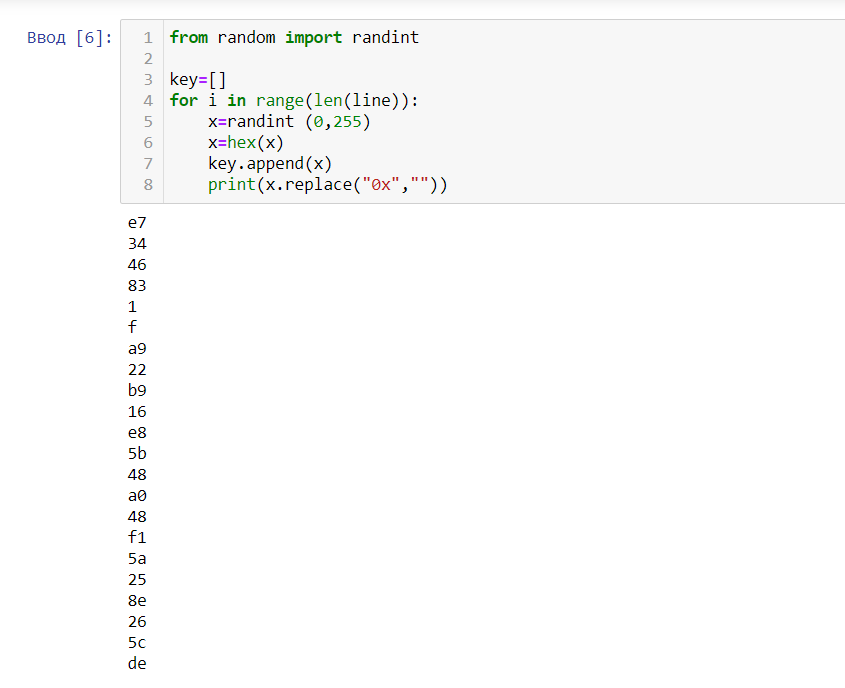 Ввод [6]:
1 from random import randint
2
3 key=[]
4 for i in range(len(line)):
5     x=randint (0,255)
6     x=hex(x)
7     key.append(x)
8     print(x.replace("0x",""))
e7
34
46
83
1
f
a9
22
b9
16
e8
5b
48
a0
48
f1
5a
25
8e
26
5c
de